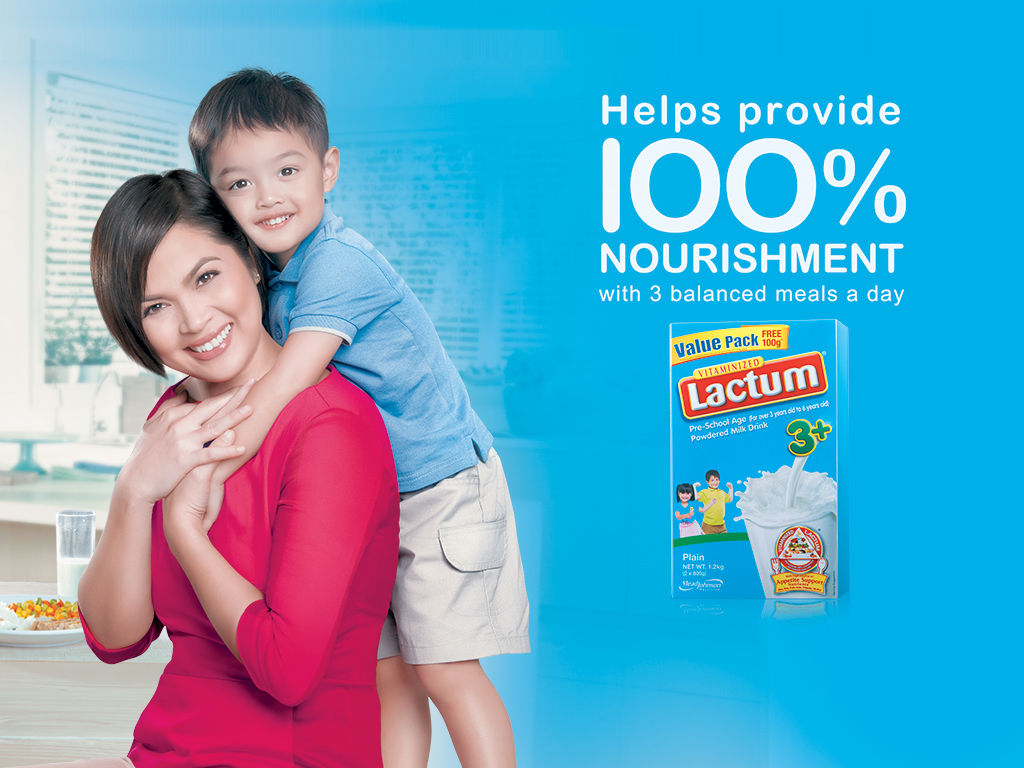 Helps provide
100%
NOURISHMENT
with 3 balanced meals a day
Value Pack FREE 100g
VITAMINIZED
Lactum
Pre-School Age (for over 3 years old to 6 years old)
Powdered Milk Drink
3+
Plain
NET WT. 1.2kg
(2 x 600g)
MeadJohnson
Appetite Support